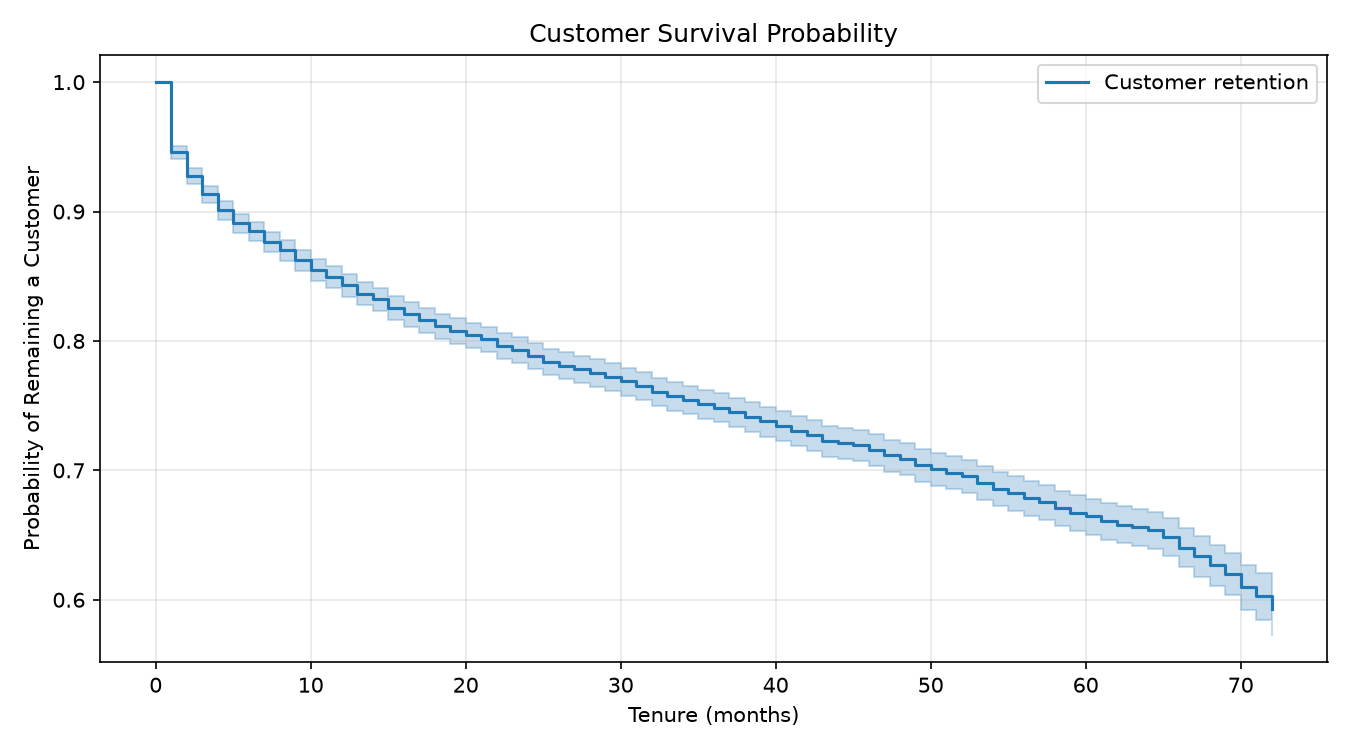 Customer Survival Probability
Customer retention
Probability of Remaining a Customer
1.0
0.9
0.8
0.7
0.6
0 10 20 30 40 50 60 70
Tenure (months)